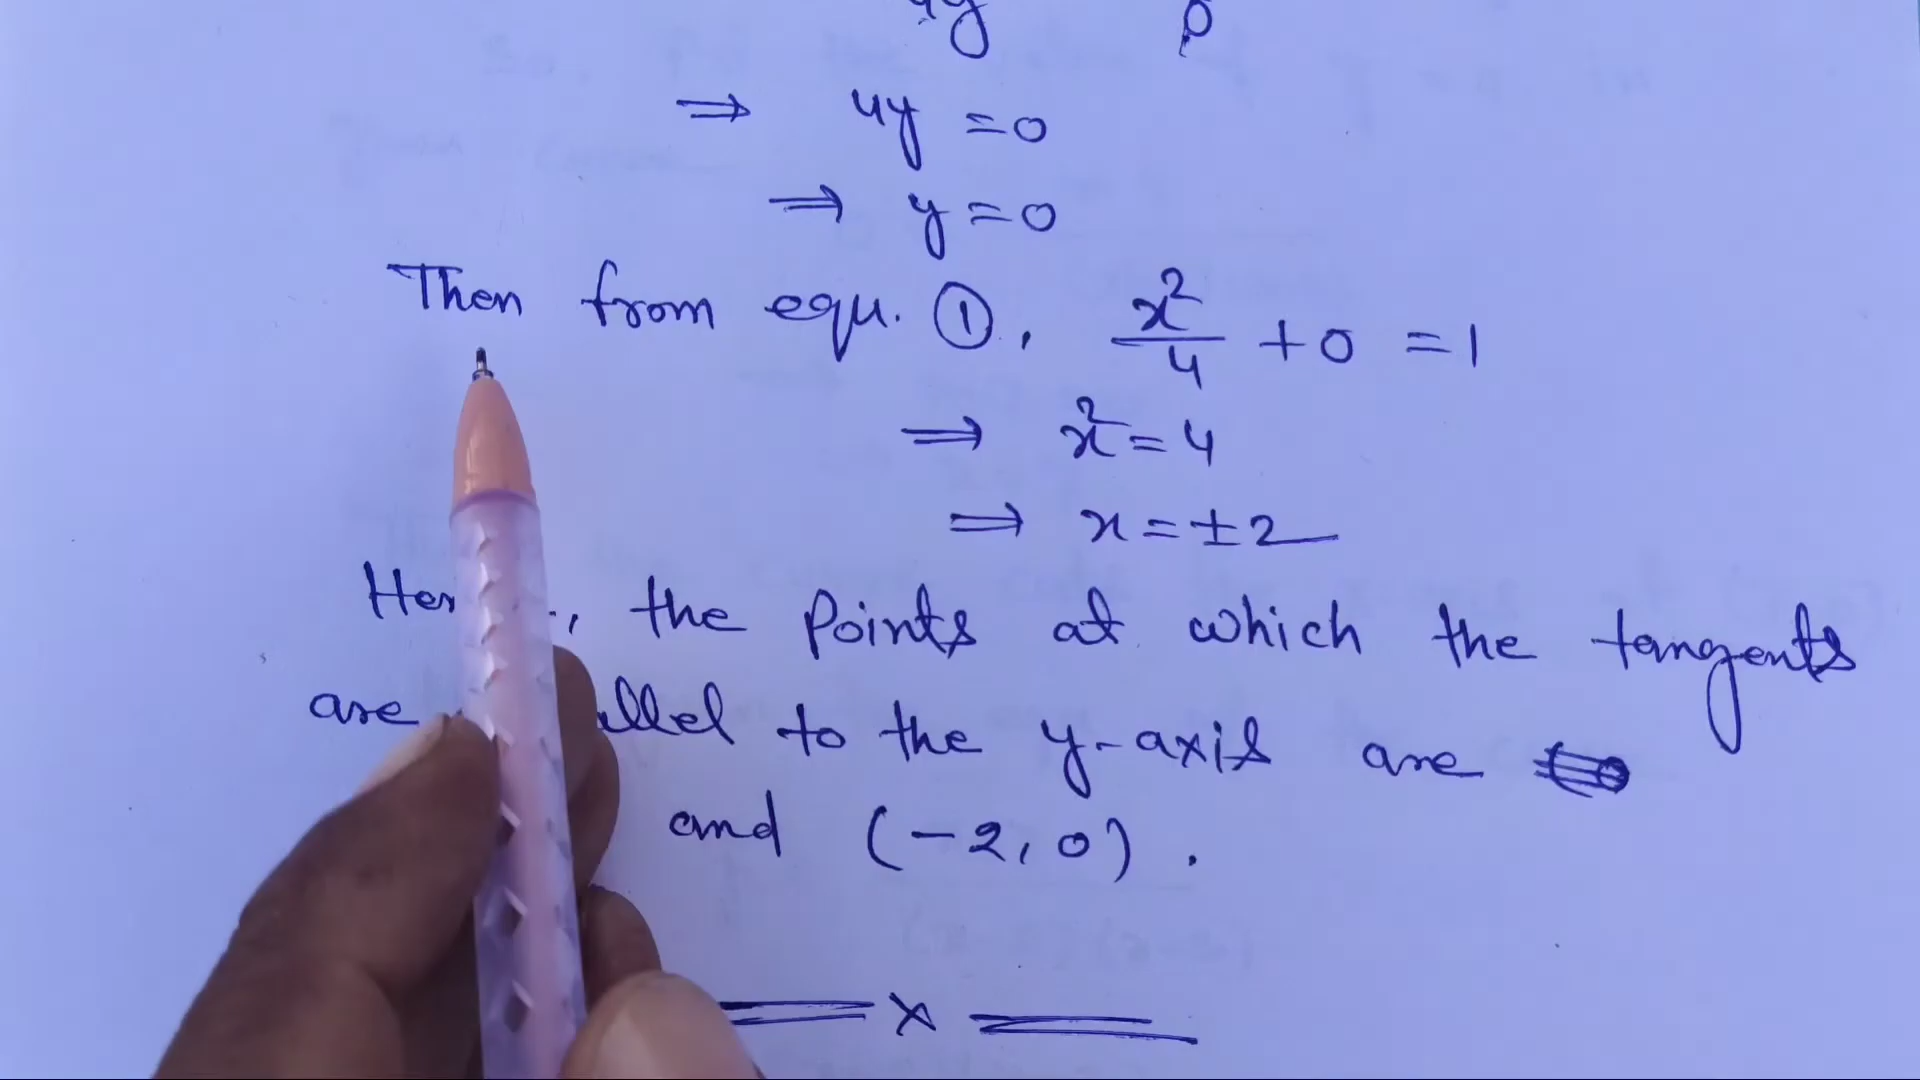 ⇒ 4y = 0
⇒ y = 0
Then from equ. ①, x²/4 + 0 = 1
⇒ x² = 4
⇒ x = ±2
the Points at which the tangents
are to the y-axis are
and (-2, 0).
x